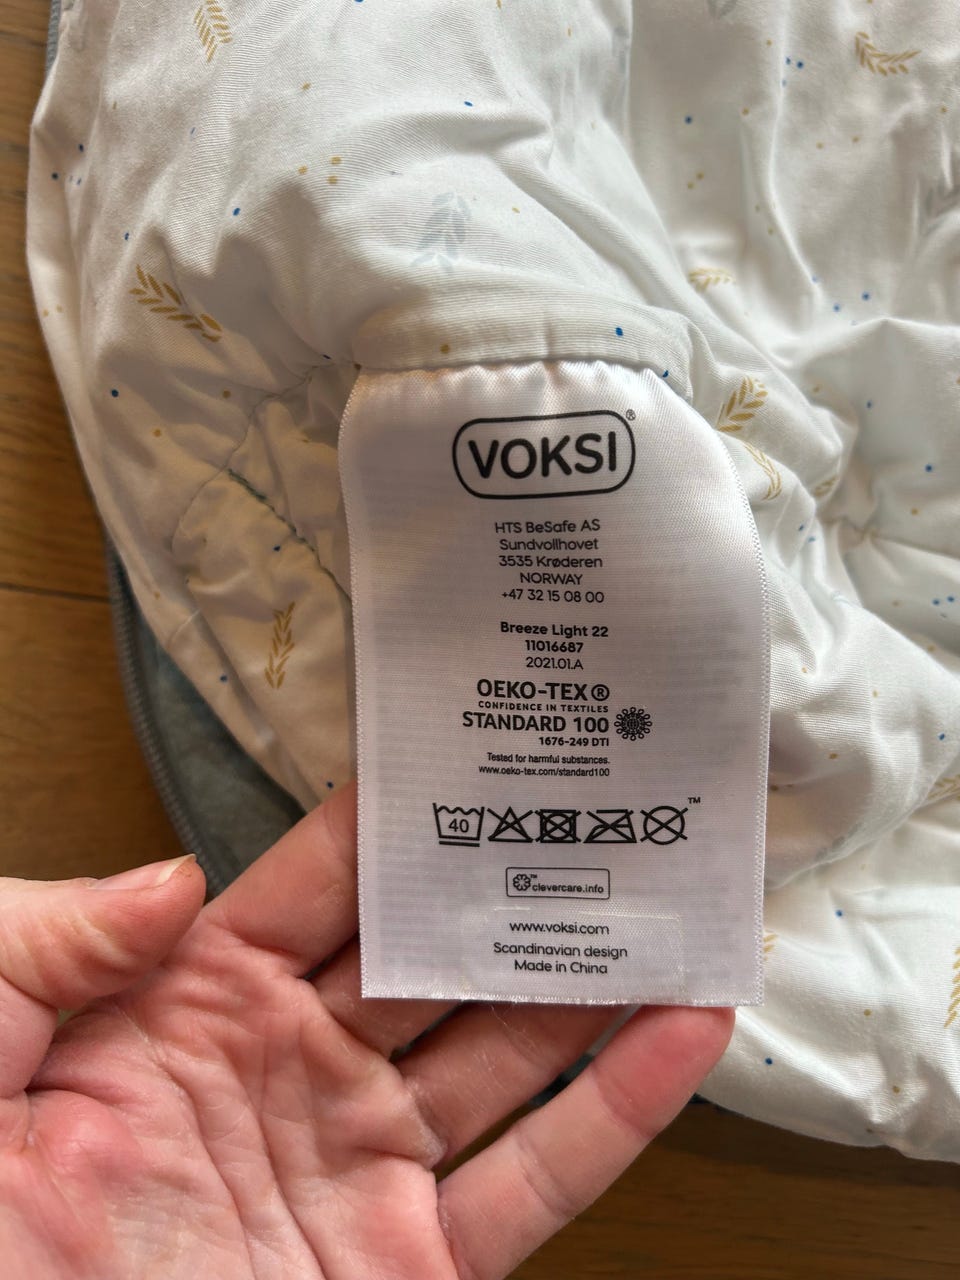 VOKSI®
HTS BeSafe AS
Sundvollhovet
3535 Krøderen
NORWAY
+47 32 15 08 00
Breeze Light 22
11016687
2021.01.A
OEKO-TEX ®
CONFIDENCE IN TEXTILES
STANDARD 100
1676-249 DTI
Tested for harmful substances.
www.oeko-tex.com/standard100
40 ™
™ clevercare.info
www.voksi.com
Scandinavian design
Made in China